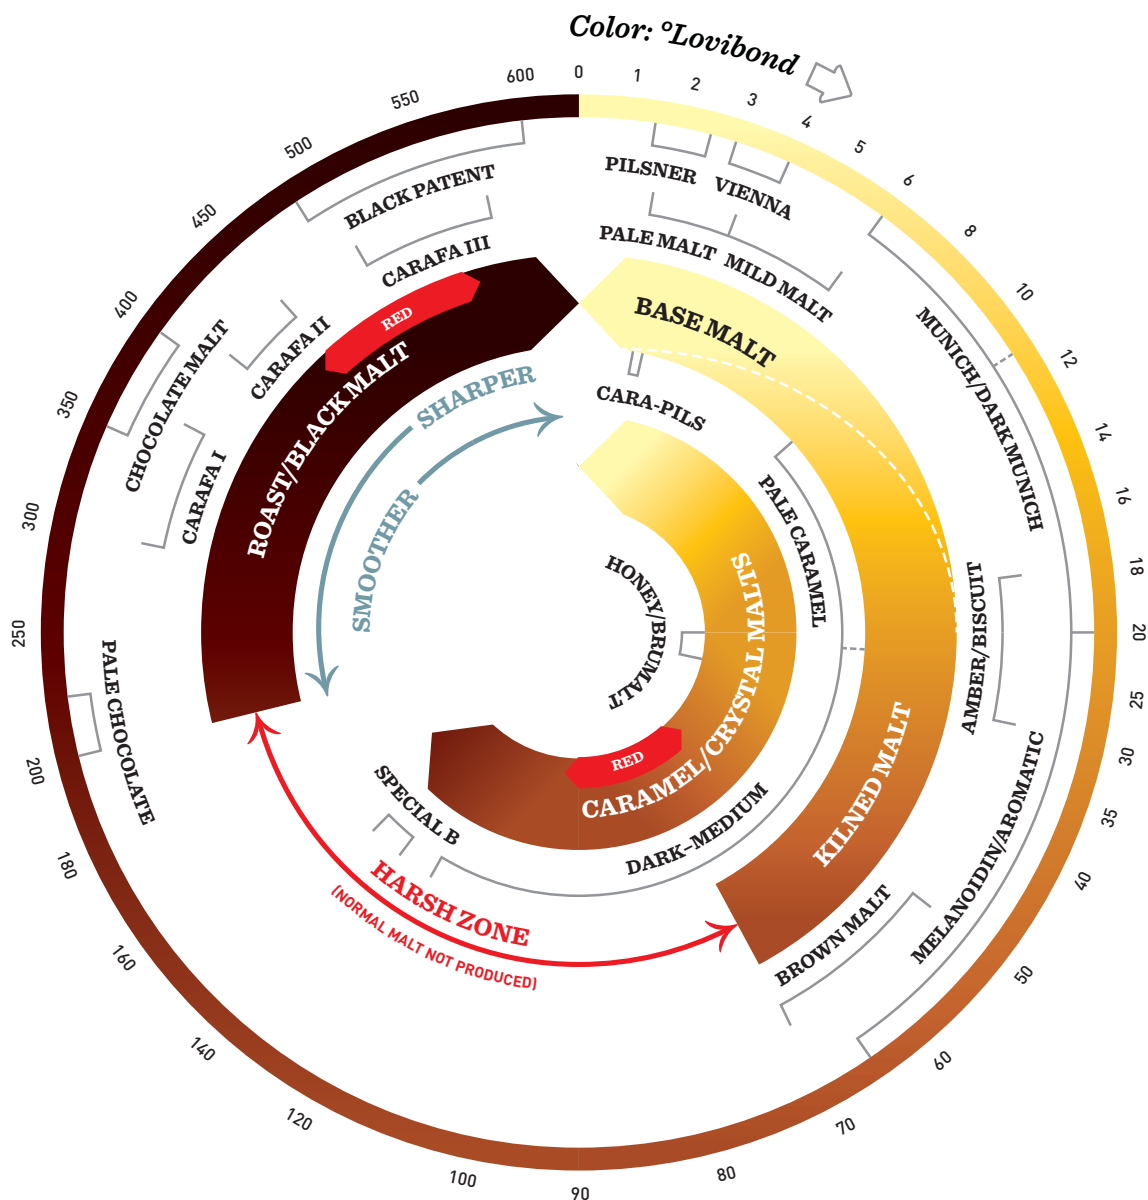 Color: °Lovibond
0
1
2
3
4
5
6
8
10
12
14
16
18
20
25
30
35
40
50
60
70
80
90
100
120
140
160
180
200
250
300
350
400
450
500
550
600
PILSNER
VIENNA
PALE MALT
MILD MALT
MUNICH/DARK MUNICH
BASE MALT
CARA-PILS
PALE CARAMEL
AMBER/BISCUIT
HONEY/BRUMALT
CARAMEL/CRYSTAL MALTS
RED
KILNED MALT
MELANOIDIN/AROMATIC
DARK–MEDIUM
BROWN MALT
SPECIAL B
HARSH ZONE
(NORMAL MALT NOT PRODUCED)
PALE CHOCOLATE
CARAFA I
CHOCOLATE MALT
CARAFA II
CARAFA III
BLACK PATENT
RED
ROAST/BLACK MALT
SHARPER
SMOOTHER